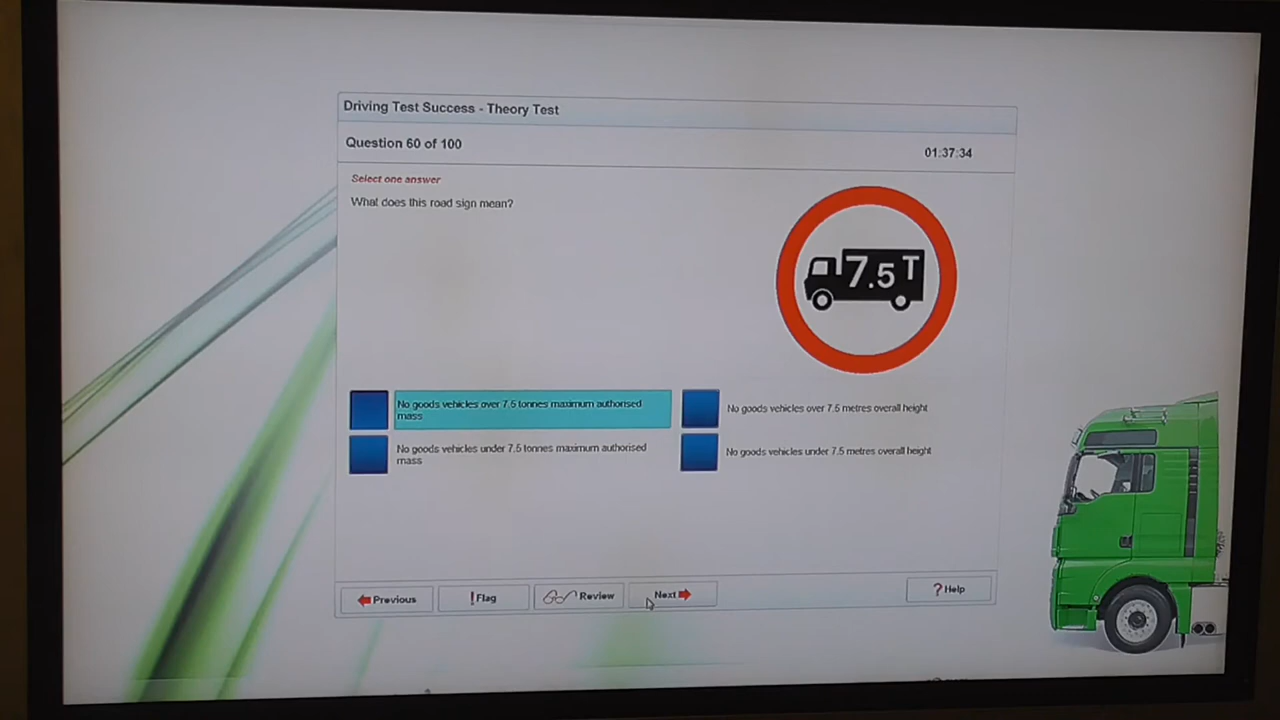 Driving Test Success - Theory Test
Question 60 of 100
01:37:34
Select one answer
What does this road sign mean?
7.5 T
No goods vehicles over 7.5 tonnes maximum authorised
mass
No goods vehicles over 7.5 metres overall height
No goods vehicles under 7.5 tonnes maximum authorised
mass
No goods vehicles under 7.5 metres overall height
Previous
!Flag
Review
Next
? Help